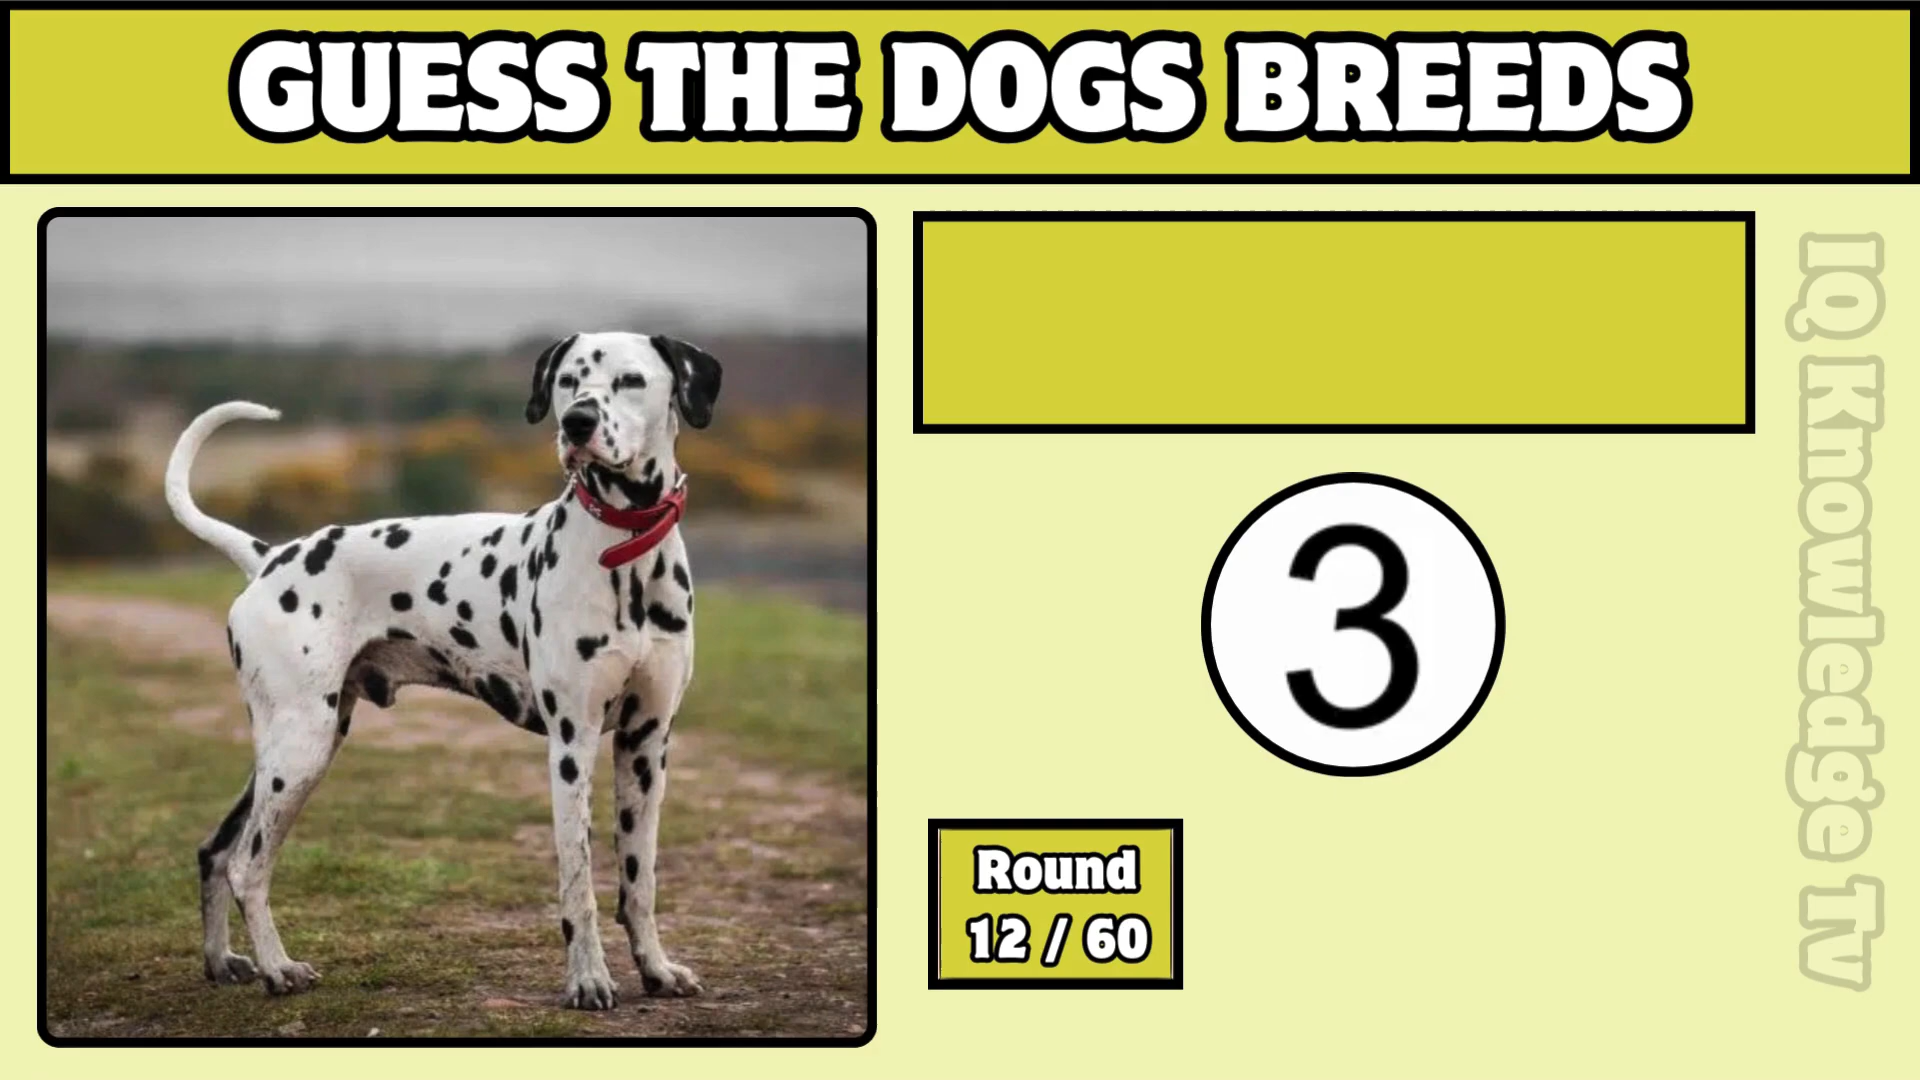 GUESS THE DOGS BREEDS
3
Round
12 / 60
IQ Knowledge Tv